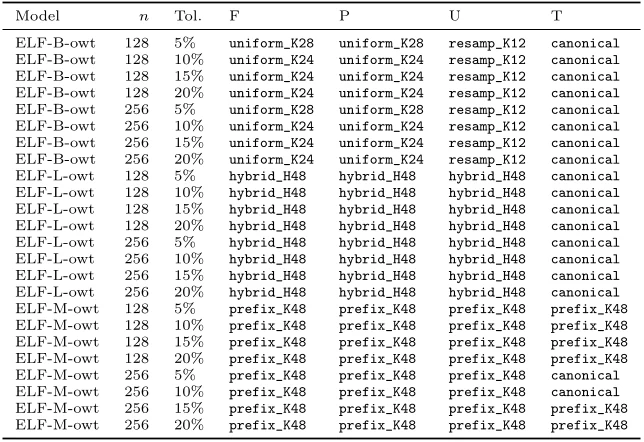 Model n Tol. F P U T
ELF-B-owt 128 5% uniform_K28 uniform_K28 resamp_K12 canonical
ELF-B-owt 128 10% uniform_K24 uniform_K24 resamp_K12 canonical
ELF-B-owt 128 15% uniform_K24 uniform_K24 resamp_K12 canonical
ELF-B-owt 128 20% uniform_K24 uniform_K24 resamp_K12 canonical
ELF-B-owt 256 5% uniform_K28 uniform_K28 resamp_K12 canonical
ELF-B-owt 256 10% uniform_K24 uniform_K24 resamp_K12 canonical
ELF-B-owt 256 15% uniform_K24 uniform_K24 resamp_K12 canonical
ELF-B-owt 256 20% uniform_K24 uniform_K24 resamp_K12 canonical
ELF-L-owt 128 5% hybrid_H48 hybrid_H48 hybrid_H48 canonical
ELF-L-owt 128 10% hybrid_H48 hybrid_H48 hybrid_H48 canonical
ELF-L-owt 128 15% hybrid_H48 hybrid_H48 hybrid_H48 canonical
ELF-L-owt 128 20% hybrid_H48 hybrid_H48 hybrid_H48 canonical
ELF-L-owt 256 5% hybrid_H48 hybrid_H48 hybrid_H48 canonical
ELF-L-owt 256 10% hybrid_H48 hybrid_H48 hybrid_H48 canonical
ELF-L-owt 256 15% hybrid_H48 hybrid_H48 hybrid_H48 canonical
ELF-L-owt 256 20% hybrid_H48 hybrid_H48 hybrid_H48 canonical
ELF-M-owt 128 5% prefix_K48 prefix_K48 prefix_K48 prefix_K48
ELF-M-owt 128 10% prefix_K48 prefix_K48 prefix_K48 prefix_K48
ELF-M-owt 128 15% prefix_K48 prefix_K48 prefix_K48 prefix_K48
ELF-M-owt 128 20% prefix_K48 prefix_K48 prefix_K48 prefix_K48
ELF-M-owt 256 5% prefix_K48 prefix_K48 prefix_K48 canonical
ELF-M-owt 256 10% prefix_K48 prefix_K48 prefix_K48 canonical
ELF-M-owt 256 15% prefix_K48 prefix_K48 prefix_K48 prefix_K48
ELF-M-owt 256 20% prefix_K48 prefix_K48 prefix_K48 prefix_K48